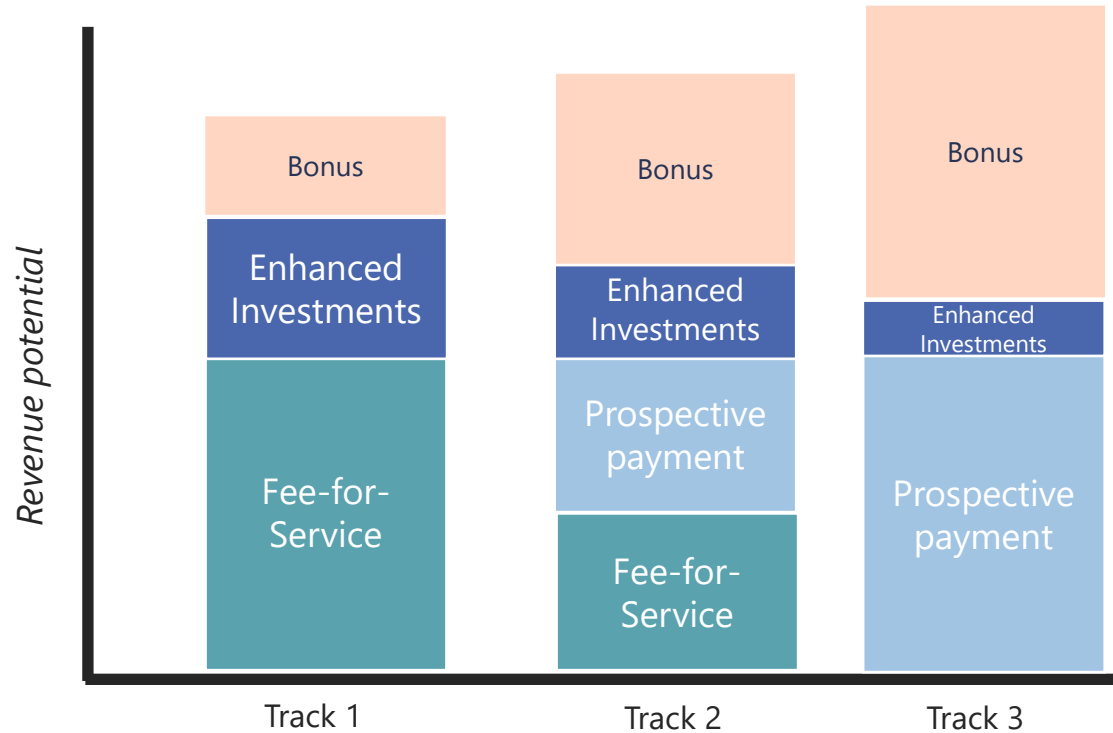 Revenue potential
Bonus
Enhanced
Investments
Fee-for-
Service
Bonus
Enhanced
Investments
Prospective
payment
Fee-for-
Service
Bonus
Enhanced
Investments
Prospective
payment
Track 1
Track 2
Track 3